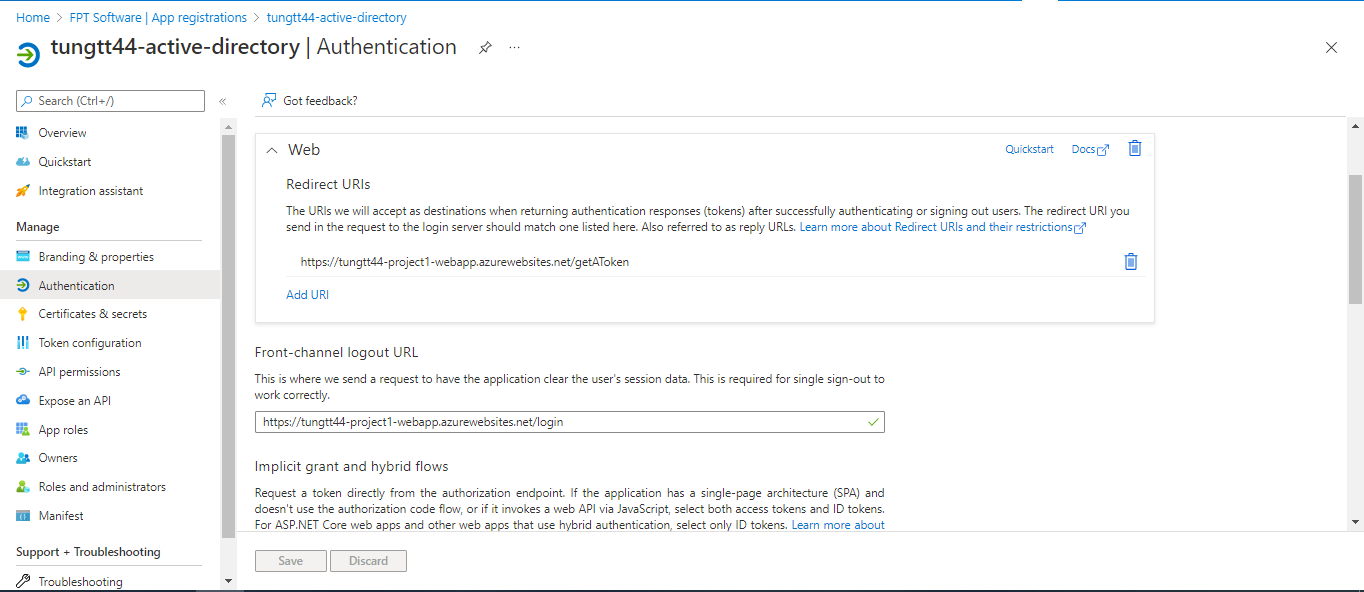 Home > FPT Software | App registrations > tungtt44-active-directory
tungtt44-active-directory | Authentication ...
Search (Ctrl+/)
Overview
Quickstart
Integration assistant
Manage
Branding & properties
Authentication
Certificates & secrets
Token configuration
API permissions
Expose an API
App roles
Owners
Roles and administrators
Manifest
Support + Troubleshooting
Troubleshooting
Got feedback?
Web
Quickstart Docs
Redirect URIs
The URIs we will accept as destinations when returning authentication responses (tokens) after successfully authenticating or signing out users. The redirect URI you
send in the request to the login server should match one listed here. Also referred to as reply URLs. Learn more about Redirect URIs and their restrictions
https://tungtt44-project1-webapp.azurewebsites.net/getAToken
Add URI
Front-channel logout URL
This is where we send a request to have the application clear the user's session data. This is required for single sign-out to
work correctly.
https://tungtt44-project1-webapp.azurewebsites.net/login
Implicit grant and hybrid flows
Request a token directly from the authorization endpoint. If the application has a single-page architecture (SPA) and
doesn't use the authorization code flow, or if it invokes a web API via JavaScript, select both access tokens and ID tokens.
For ASP.NET Core web apps and other web apps that use hybrid authentication, select only ID tokens. Learn more about
Save Discard